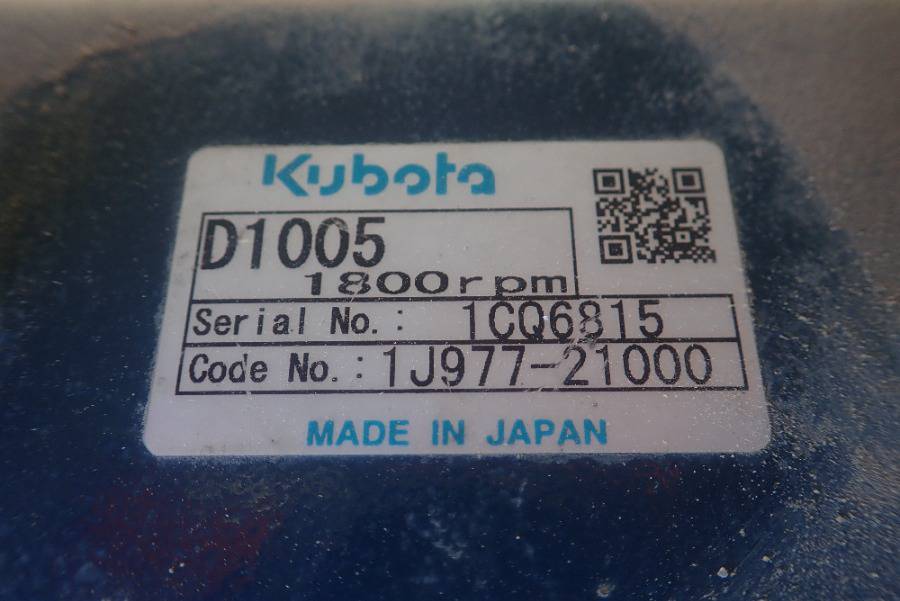 Kubota
D1005
1800rpm
Serial No.: 1CQ6815
Code No.: 1J977-21000
MADE IN JAPAN